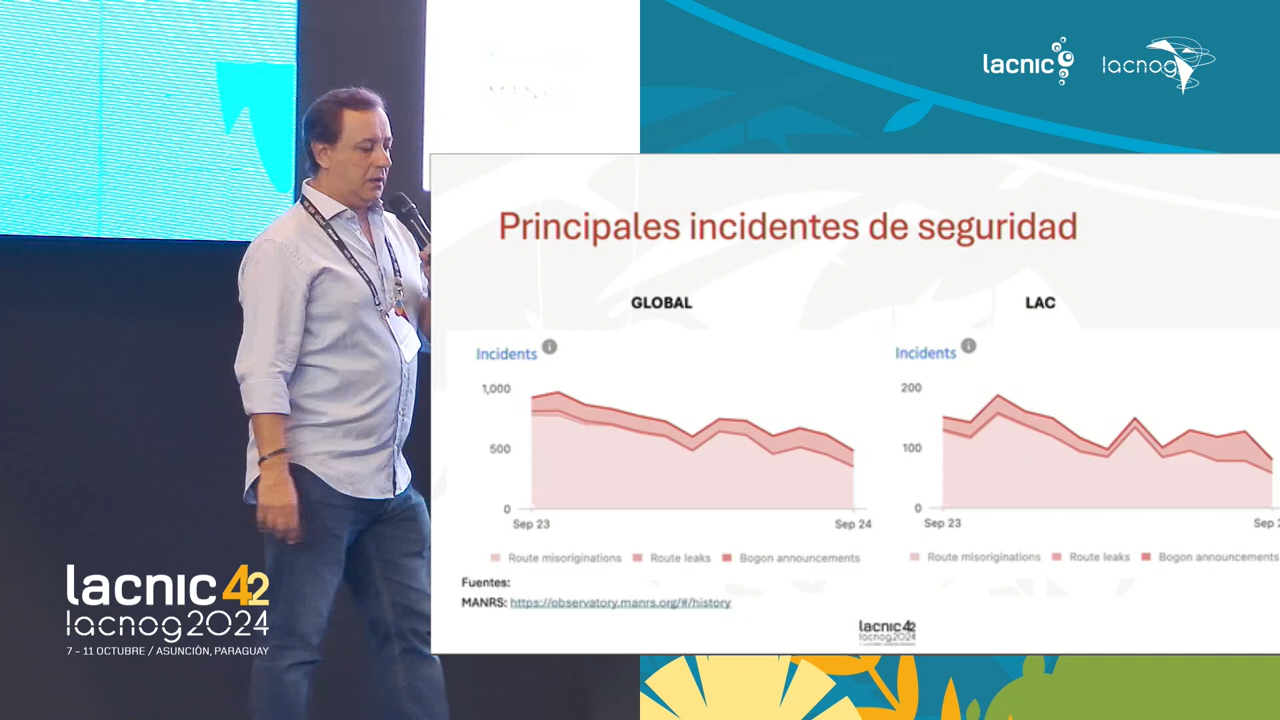 lacnic
lacnog
Principales incidentes de seguridad
GLOBAL
LAC
Incidents
Incidents
1,000
500
0
Sep 23
Sep 24
200
100
0
Sep 23
Route misoriginations
Route leaks
Bogon announcements
Route misoriginations
Route leaks
Bogon announcements
Fuentes:
MANRS: https://observatory.manrs.org/#/history
lacnic42
lacnog2024
lacnic42
lacnog2024
7 - 11 OCTUBRE / ASUNCIÓN, PARAGUAY